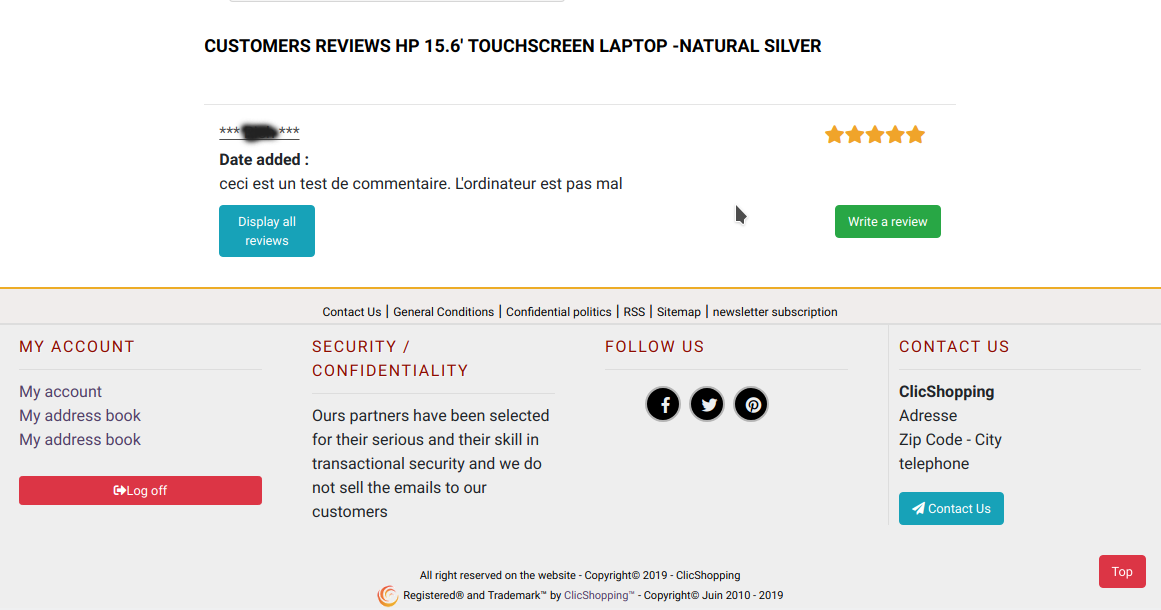 CUSTOMERS REVIEWS HP 15.6' TOUCHSCREEN LAPTOP -NATURAL SILVER
*** ***
Date added :
ceci est un test de commentaire. L'ordinateur est pas mal
Display all
reviews
Write a review
Contact Us | General Conditions | Confidential politics | RSS | Sitemap | newsletter subscription
MY ACCOUNT
My account
My address book
My address book
Log off
SECURITY /
CONFIDENTIALITY
Ours partners have been selected
for their serious and their skill in
transactional security and we do
not sell the emails to our
customers
FOLLOW US
CONTACT US
ClicShopping
Adresse
Zip Code - City
telephone
Contact Us
Top
All right reserved on the website - Copyright© 2019 - ClicShopping
Registered® and Trademark™ by ClicShopping™ - Copyright© Juin 2010 - 2019